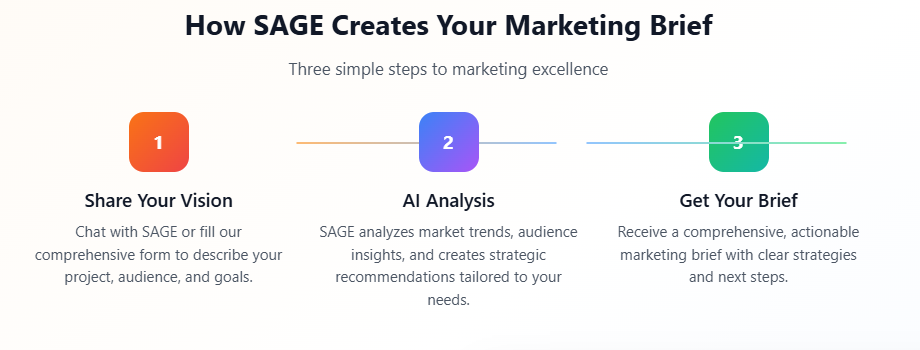 How SAGE Creates Your Marketing Brief
Three simple steps to marketing excellence
1
2
3
Share Your Vision
AI Analysis
Get Your Brief
Chat with SAGE or fill our
comprehensive form to describe your
project, audience, and goals.
SAGE analyzes market trends, audience
insights, and creates strategic
recommendations tailored to your
needs.
Receive a comprehensive, actionable
marketing brief with clear strategies
and next steps.